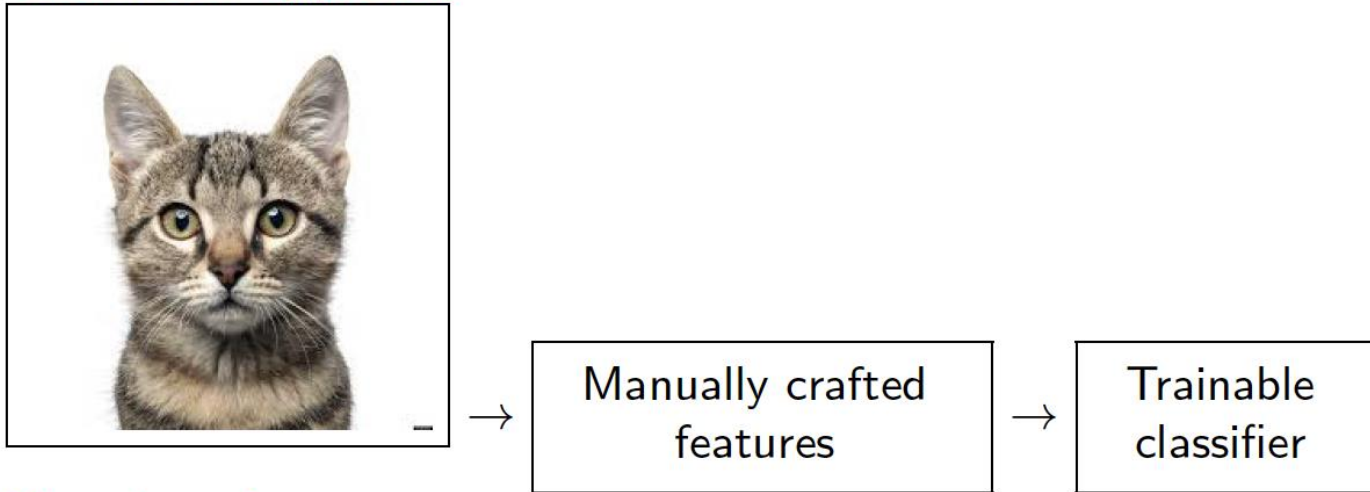 → Manually crafted features → Trainable classifier